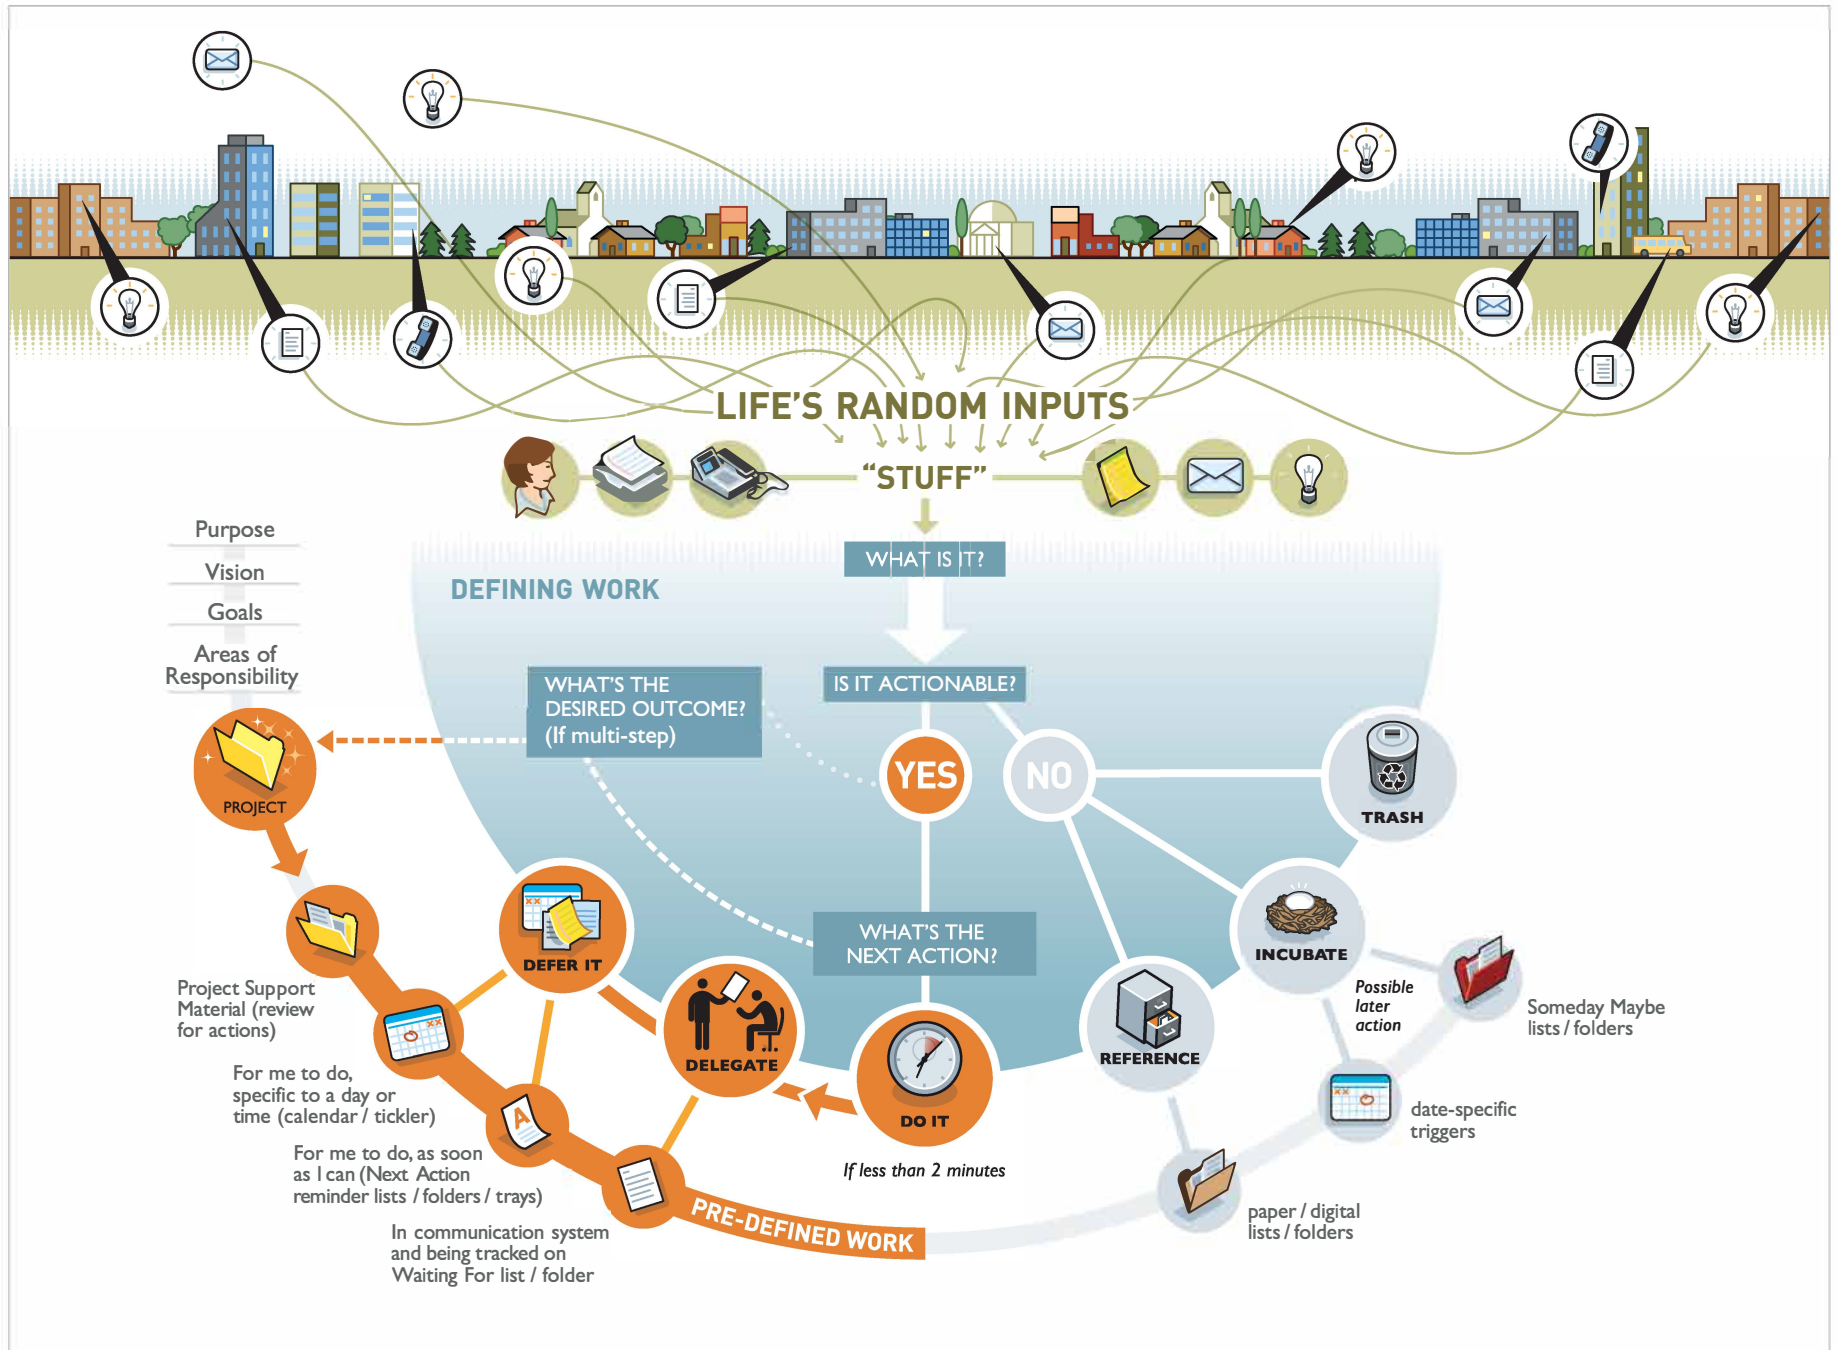 LIFE'S RANDOM INPUTS
“STUFF”
WHAT IS IT?
DEFINING WORK
Purpose
Vision
Goals
Areas of
Responsibility
PROJECT
WHAT'S THE
DESIRED OUTCOME?
(If multi-step)
IS IT ACTIONABLE?
YES
NO
TRASH
WHAT'S THE
NEXT ACTION?
DEFER IT
DELEGATE
DO IT
If less than 2 minutes
REFERENCE
INCUBATE
Possible
later
action
Someday Maybe
lists / folders
date-specific
triggers
paper / digital
lists / folders
Project Support
Material (review
for actions)
For me to do,
specific to a day or
time (calendar / tickler)
A
For me to do, as soon
as I can (Next Action
reminder lists / folders / trays)
In communication system
and being tracked on
Waiting For list / folder
PRE-DEFINED WORK